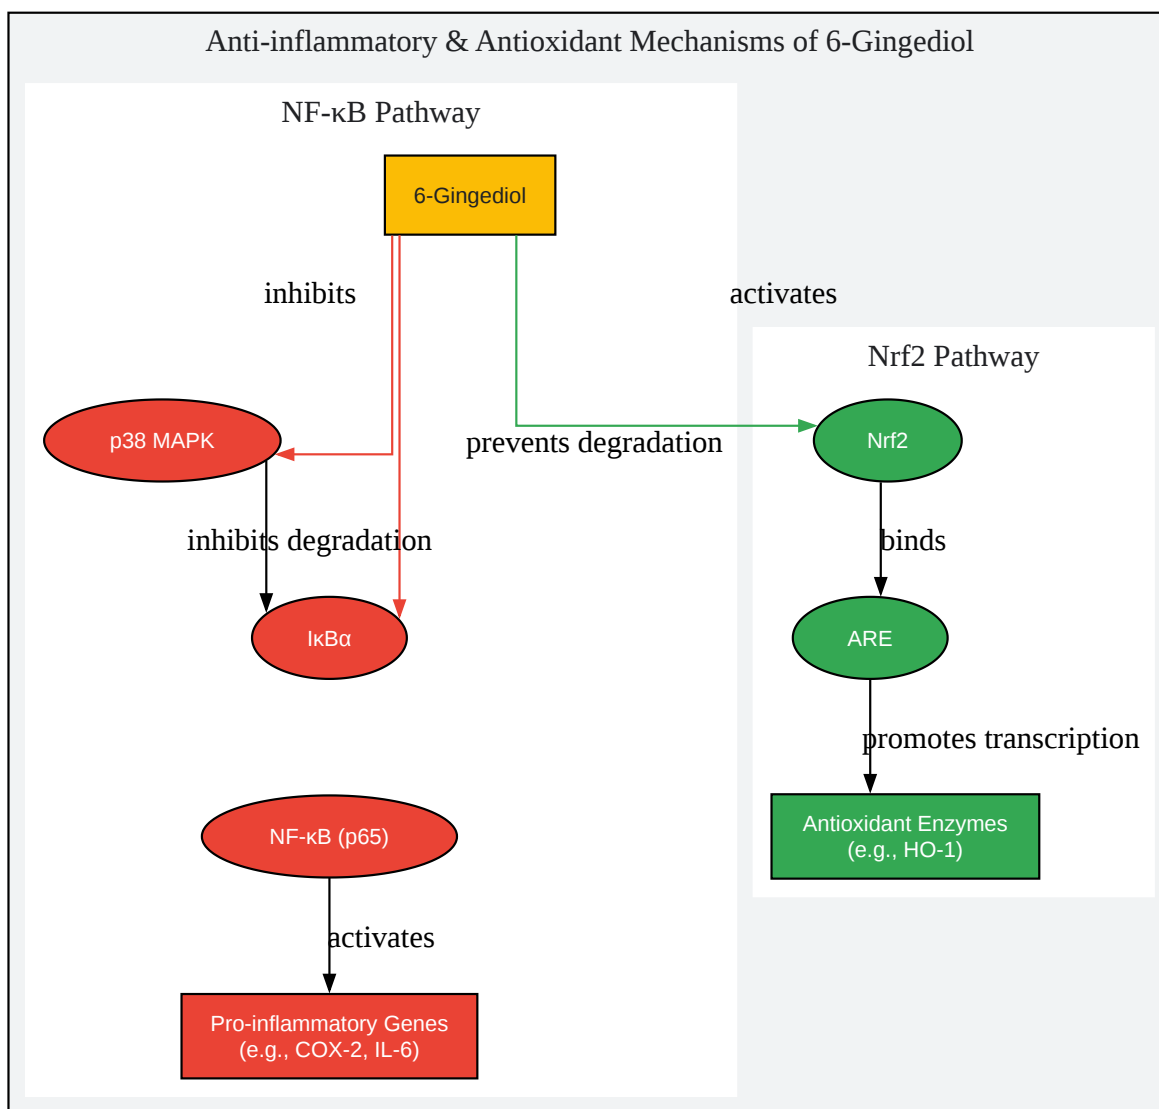 Anti-inflammatory & Antioxidant Mechanisms of 6-Gingediol
NF-κB Pathway
6-Gingediol
inhibits
activates
Nrf2 Pathway
p38 MAPK
prevents degradation
Nrf2
inhibits degradation
binds
IκBα
ARE
promotes transcription
NF-κB (p65)
Antioxidant Enzymes
(e.g., HO-1)
activates
Pro-inflammatory Genes
(e.g., COX-2, IL-6)